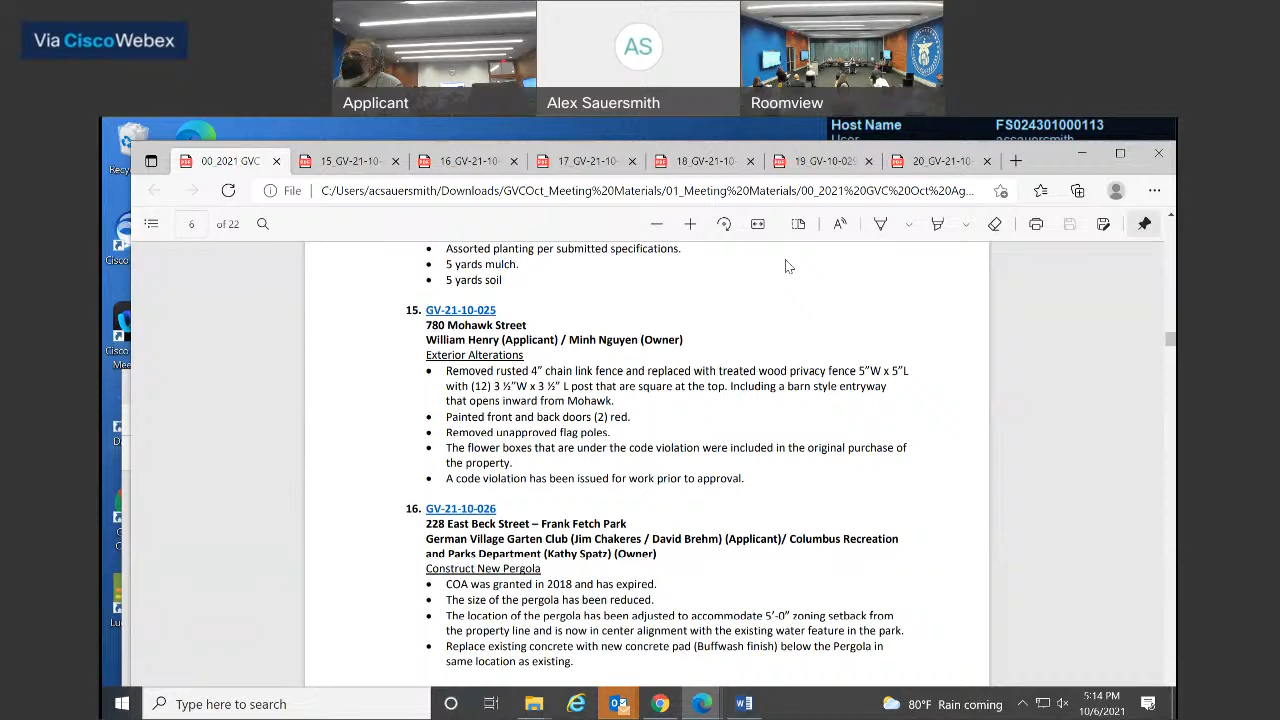 Via Cisco Webex
AS
Applicant
Alex Sauersmith
Roomview
Host Name FS024301000113
00_2021 GVC
15_GV-21-10-
16_GV-21-10-
17_GV-21-10-
18_GV-21-10-
19_GV-10-025
20_GV-21-10-
File C:/Users/acsauersmith/Downloads/GVCOct_Meeting%20Materials/01_Meeting%20Materials/00_2021%20GVC%20Oct%20Ag...
6 of 22
• Assorted planting per submitted specifications.
• 5 yards mulch.
• 5 yards soil
15. GV-21-10-025
780 Mohawk Street
William Henry (Applicant) / Minh Nguyen (Owner)
Exterior Alterations
• Removed rusted 4” chain link fence and replaced with treated wood privacy fence 5”W x 5”L
with (12) 3 ½”W x 3 ½” L post that are square at the top. Including a barn style entryway
that opens inward from Mohawk.
• Painted front and back doors (2) red.
• Removed unapproved flag poles.
• The flower boxes that are under the code violation were included in the original purchase of
the property.
• A code violation has been issued for work prior to approval.
16. GV-21-10-026
228 East Beck Street – Frank Fetch Park
German Village Garten Club (Jim Chakeres / David Brehm) (Applicant)/ Columbus Recreation
and Parks Department (Kathy Spatz) (Owner)
Construct New Pergola
• COA was granted in 2018 and has expired.
• The size of the pergola has been reduced.
• The location of the pergola has been adjusted to accommodate 5’-0” zoning setback from
the property line and is now in center alignment with the existing water feature in the park.
• Replace existing concrete with new concrete pad (Buffwash finish) below the Pergola in
same location as existing.
Type here to search
80°F Rain coming
5:14 PM
10/6/2021